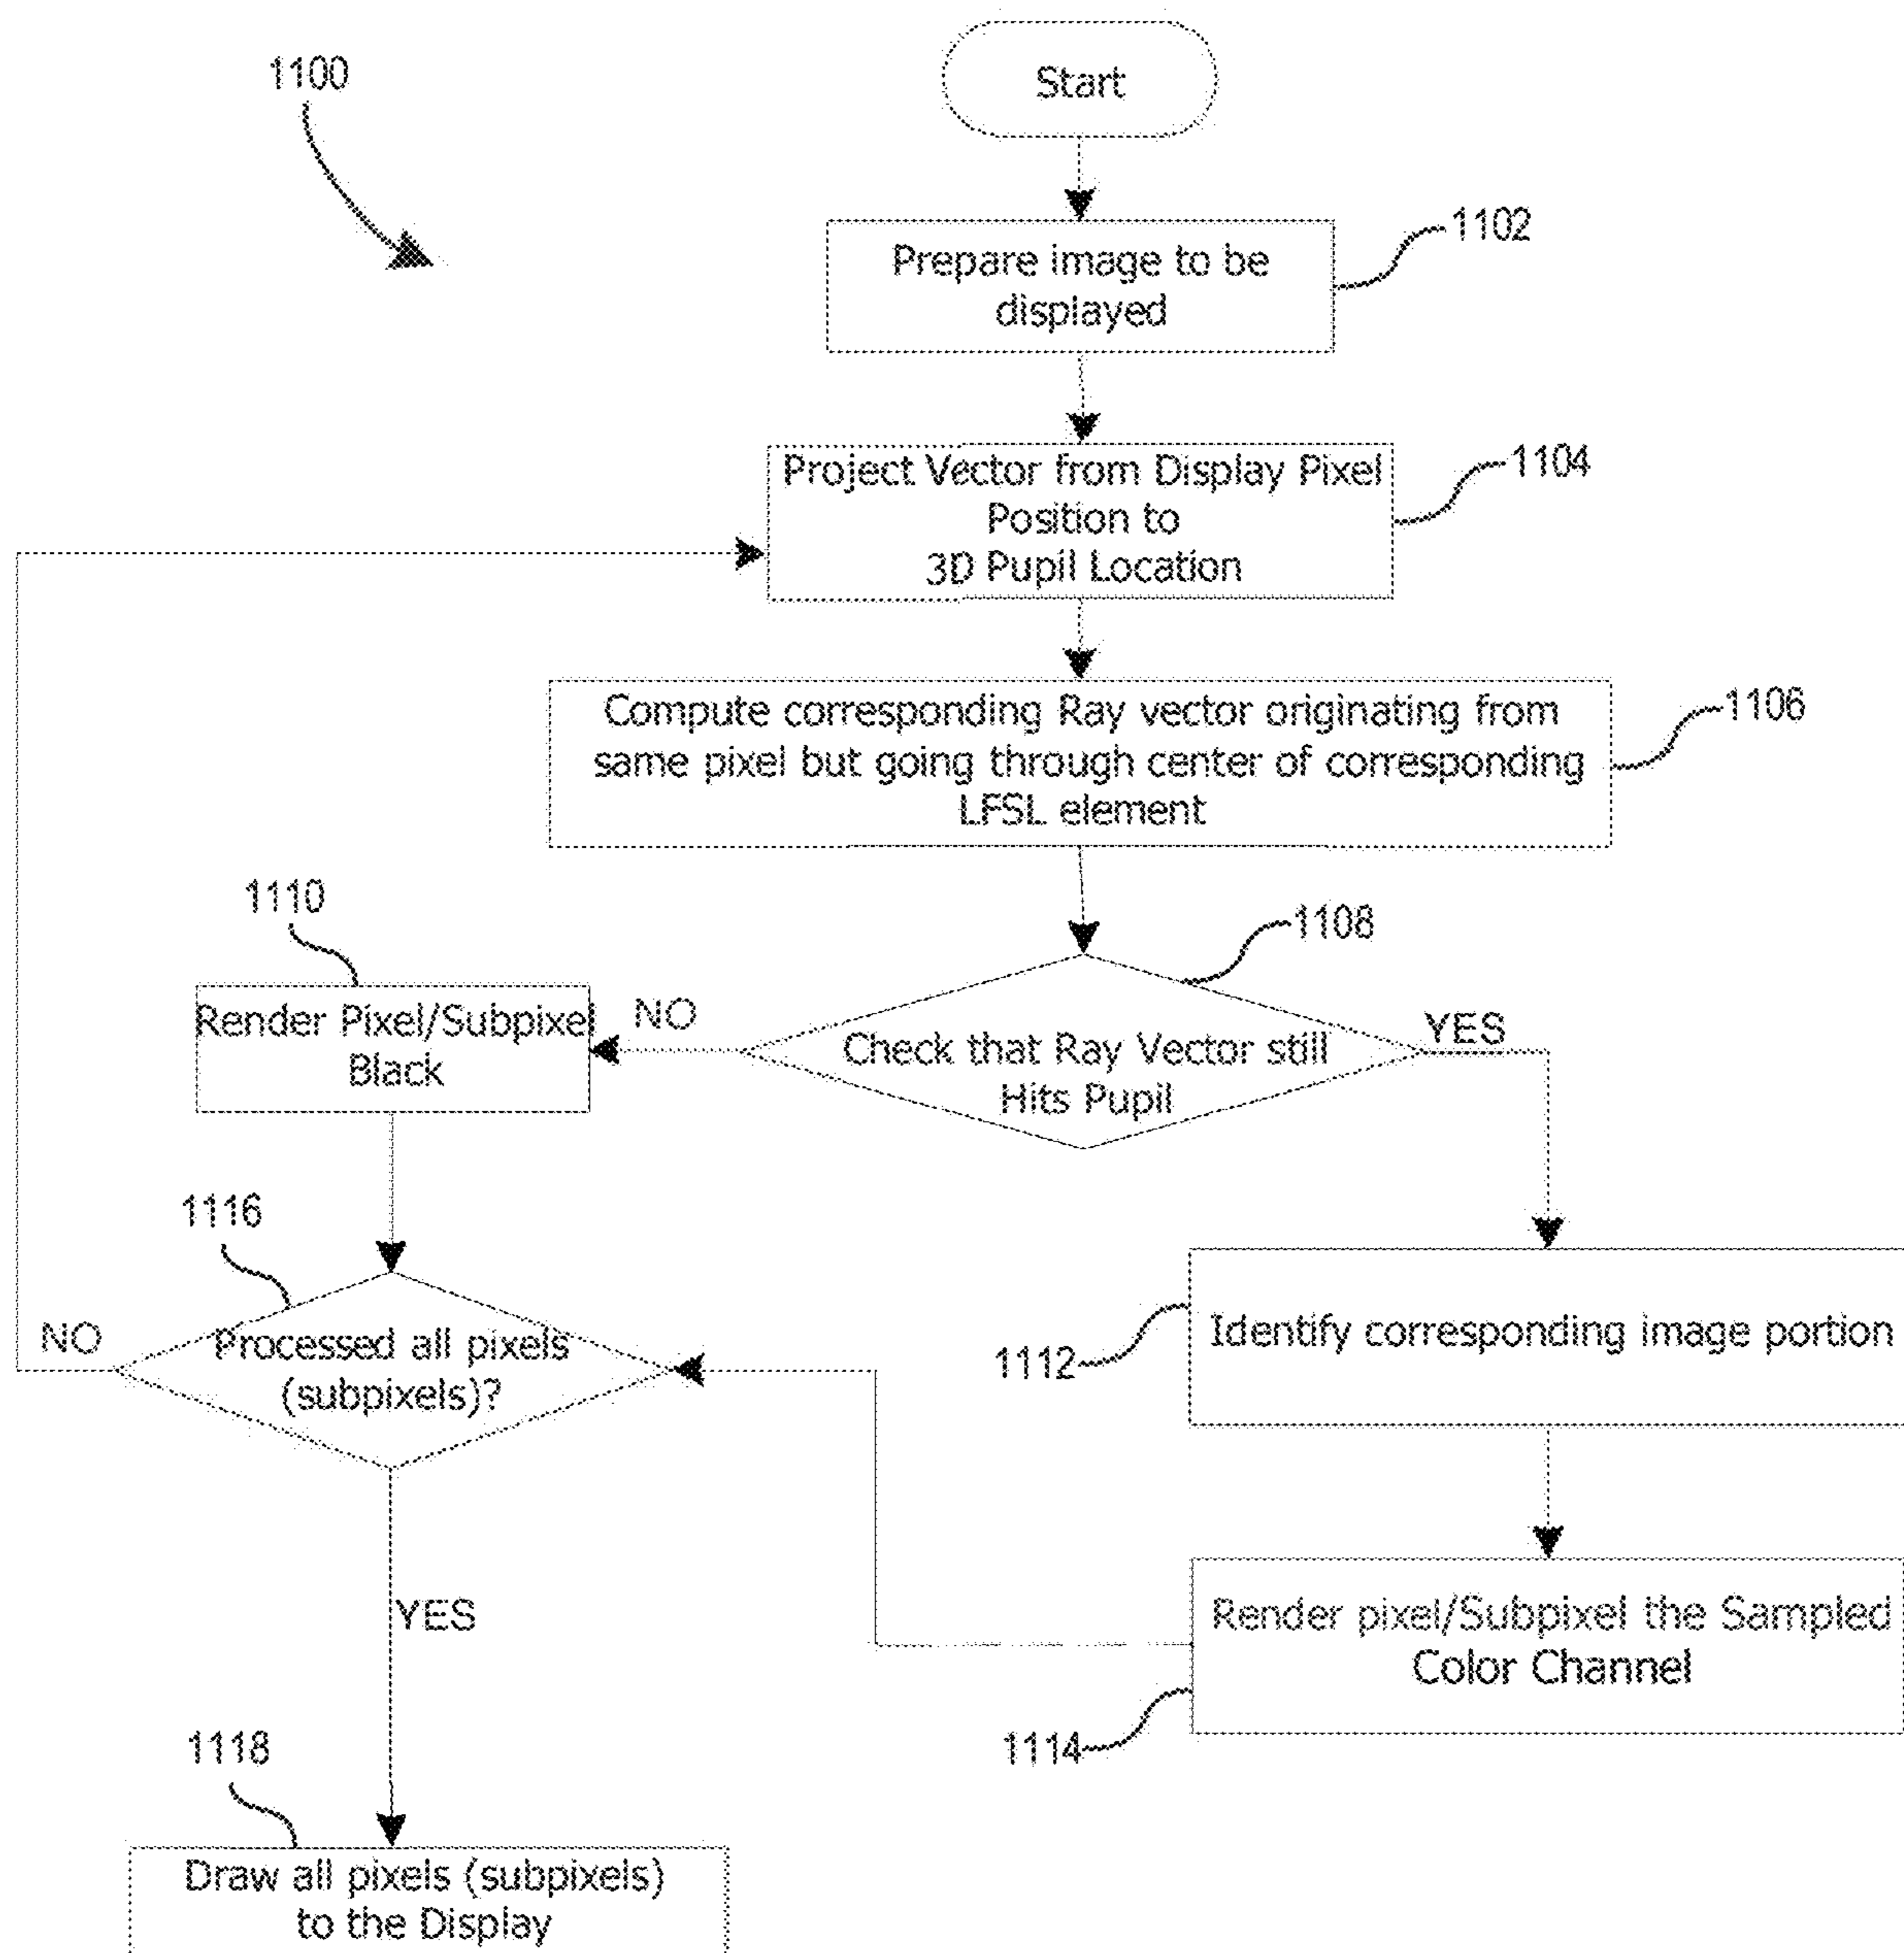 1100
Start
1102
Prepare image to be
displayed
1104
Project Vector from Display Pixel
Position to
3D Pupil Location
1106
Compute corresponding Ray vector originating from
same pixel but going through center of corresponding
LFSL element
1108
Check that Ray Vector still
Hits Pupil
NO
YES
1110
Render Pixel/Subpixel
Black
1116
Processed all pixels
(subpixels)?
NO
YES
1112
Identify corresponding image portion
1114
Render pixel/Subpixel the Sampled
Color Channel
1118
Draw all pixels (subpixels)
to the Display